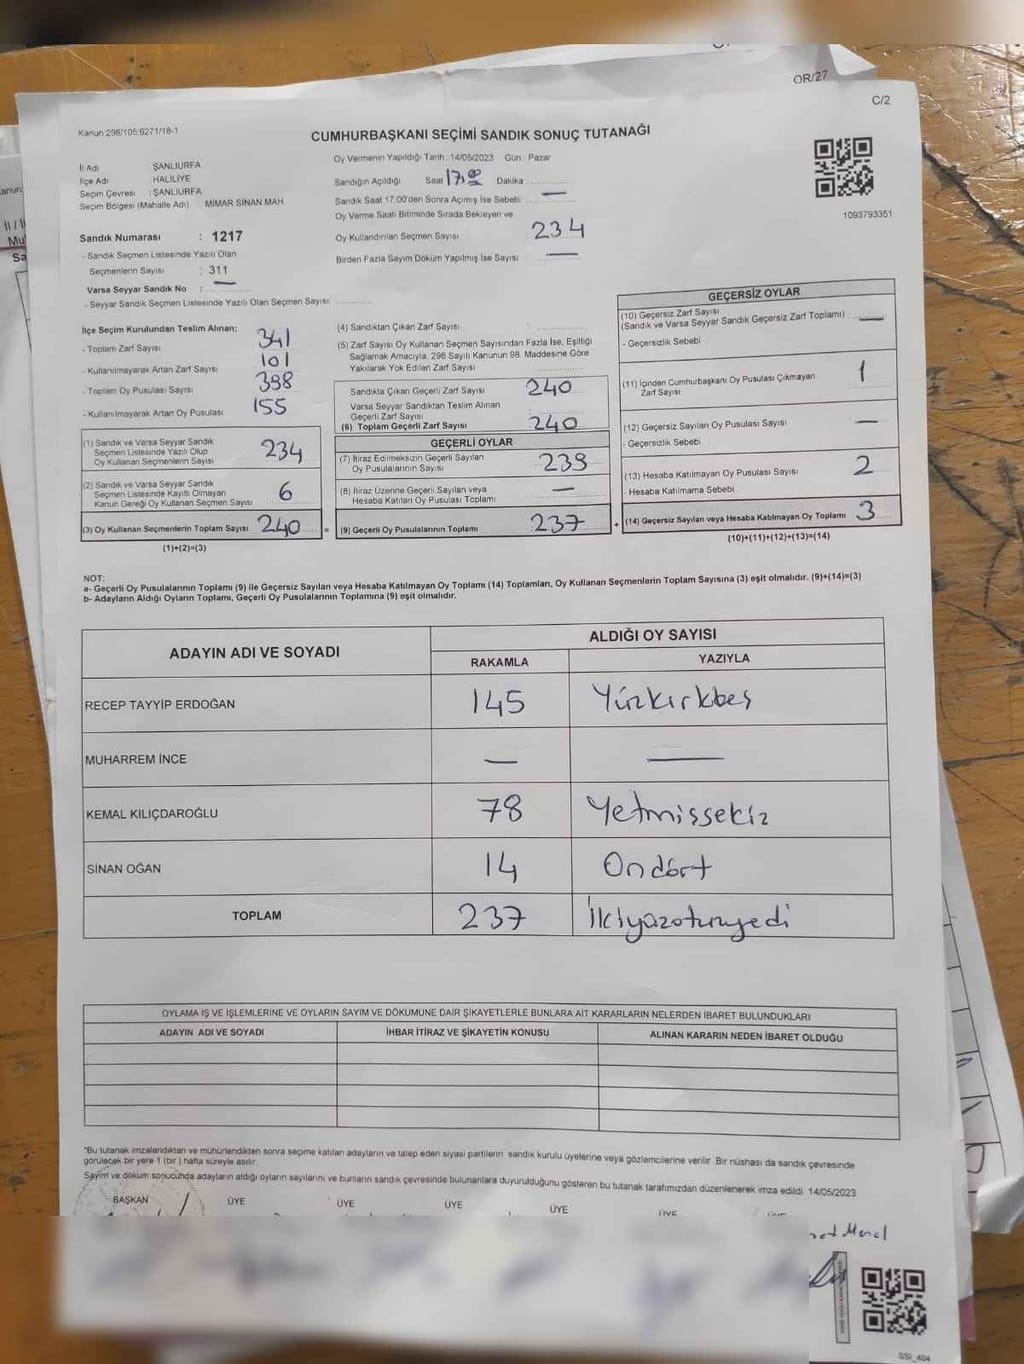 OR/27
C/2
Kanun:298/105:6271/18-1
CUMHURBAŞKANI SEÇİMİ SANDIK SONUÇ TUTANAĞI
İl Adı ŞANLIURFA
İlçe Adı HALİLİYE
Seçim Çevresi : ŞANLIURFA
Seçim Bölgesi (Mahalle Adı) MİMAR SİNAN MAH
Sandık Numarası : 1217
- Sandık Seçmen Listesinde Yazılı Olan
Seçmenlerin Sayısı : 311
Varsa Seyyar Sandık No : —
- Seyyar Sandık Seçmen Listesinde Yazılı Olan Seçmen Sayısı
Oy Vermenin Yapıldığı Tarih : 14/05/2023 Gün : Pazar
Sandığın Açıldığı Saat 17:00 Dakika
Sandık Saat 17.00'den Sonra Açımış İse Sebebi —
Oy Verme Saati Bitiminde Sırada Bekleyen ve
Oy Kullandırılan Seçmen Sayısı 234
Birden Fazla Sayım Döküm Yapılmış İse Sayısı —
1093793351
İlçe Seçim Kurulundan Teslim Alınan;
- Toplam Zarf Sayısı 341
- Kullanılmayarak Artan Zarf Sayısı 101
- Toplam Oy Pusulası Sayısı 398
- Kullanılmayarak Artan Oy Pusulası 155
(1) Sandık ve Varsa Seyyar Sandık
Seçmen Listesinde Yazılı Olup
Oy Kullanan Seçmenlerin Sayısı 234
(2) Sandık ve Varsa Seyyar Sandık
Seçmen Listesinde Kayıtlı Olmayan
Kanun Gereği Oy Kullanan Seçmen Sayısı 6
(3) Oy Kullanan Seçmenlerin Toplam Sayısı 240 =
(1)+(2)=(3)
(4) Sandıktan Çıkan Zarf Sayısı
(5) Zarf Sayısı Oy Kullanan Seçmen Sayısından Fazla İse, Eşitliği
Sağlamak Amacıyla, 298 Sayılı Kanunun 98. Maddesine Göre
Yakılarak Yok Edilen Zarf Sayısı
Sandıkta Çıkan Geçerli Zarf Sayısı 240
Varsa Seyyar Sandıktan Teslim Alınan
Geçerli Zarf Sayısı
(6) Toplam Geçerli Zarf Sayısı 240
GEÇERLİ OYLAR
(7) İtiraz Edilmeksizin Geçerli Sayılan
Oy Pusulalarının Sayısı 239
(8) İtiraz Üzerine Geçerli Sayılan veya
Hesaba Katılan Oy Pusulası Toplamı —
(9) Geçerli Oy Pusulalarının Toplamı 237 +
GEÇERSİZ OYLAR
(10) Geçersiz Zarf Sayısı
(Sandık ve Varsa Seyyar Sandık Geçersiz Zarf Toplamı) —
- Geçersizlik Sebebi
(11) İçinden Cumhurbaşkanı Oy Pusulası Çıkmayan
Zarf Sayısı 1
(12) Geçersiz Sayılan Oy Pusulası Sayısı —
- Geçersizlik Sebebi
(13) Hesaba Katılmayan Oy Pusulası Sayısı 2
- Hesaba Katılmama Sebebi
(14) Geçersiz Sayılan veya Hesaba Katılmayan Oy Toplamı 3
(10)+(11)+(12)+(13)=(14)
NOT:
a- Geçerli Oy Pusulalarının Toplamı (9) ile Geçersiz Sayılan veya Hesaba Katılmayan Oy Toplamı (14) Toplamları, Oy Kullanan Seçmenlerin Toplam Sayısına (3) eşit olmalıdır. (9)+(14)=(3)
b- Adayların Aldığı Oyların Toplamı, Geçerli Oy Pusulalarının Toplamına (9) eşit olmalıdır.
ADAYIN ADI VE SOYADI ALDIĞI OY SAYISI
RAKAMLA YAZIYLA
RECEP TAYYİP ERDOĞAN 145 Yüzkırkbeş
MUHARREM İNCE — —
KEMAL KILIÇDAROĞLU 78 Yetmişsekiz
SİNAN OĞAN 14 Ondört
TOPLAM 237 İkiyüzotuzyedi
OYLAMA İŞ VE İŞLEMLERİNE VE OYLARIN SAYIM VE DÖKÜMÜNE DAİR ŞİKAYETLERLE BUNLARA AİT KARARLARIN NELERDEN İBARET BULUNDUKLARI
ADAYIN ADI VE SOYADI İHBAR İTİRAZ VE ŞİKAYETİN KONUSU ALINAN KARARIN NEDEN İBARET OLDUĞU
*Bu tutanak imzalandıktan ve mühürlendikten sonra seçime katılan adayların ve talep eden siyasi partilerin sandık kurulu üyelerine veya gözlemcilerine verilir. Bir nüshası da sandık çevresinde
görülecek bir yere 1 (bir) hafta süreyle asılır.
Sayım ve döküm sonucunda adayların aldığı oyların sayılarını ve bunların sandık çevresinde bulunanlara duyurulduğunu gösteren bu tutanak tarafımızdan düzenlenerek imza edildi. 14/05/2023
BAŞKAN ÜYE ÜYE ÜYE ÜYE ÜYE